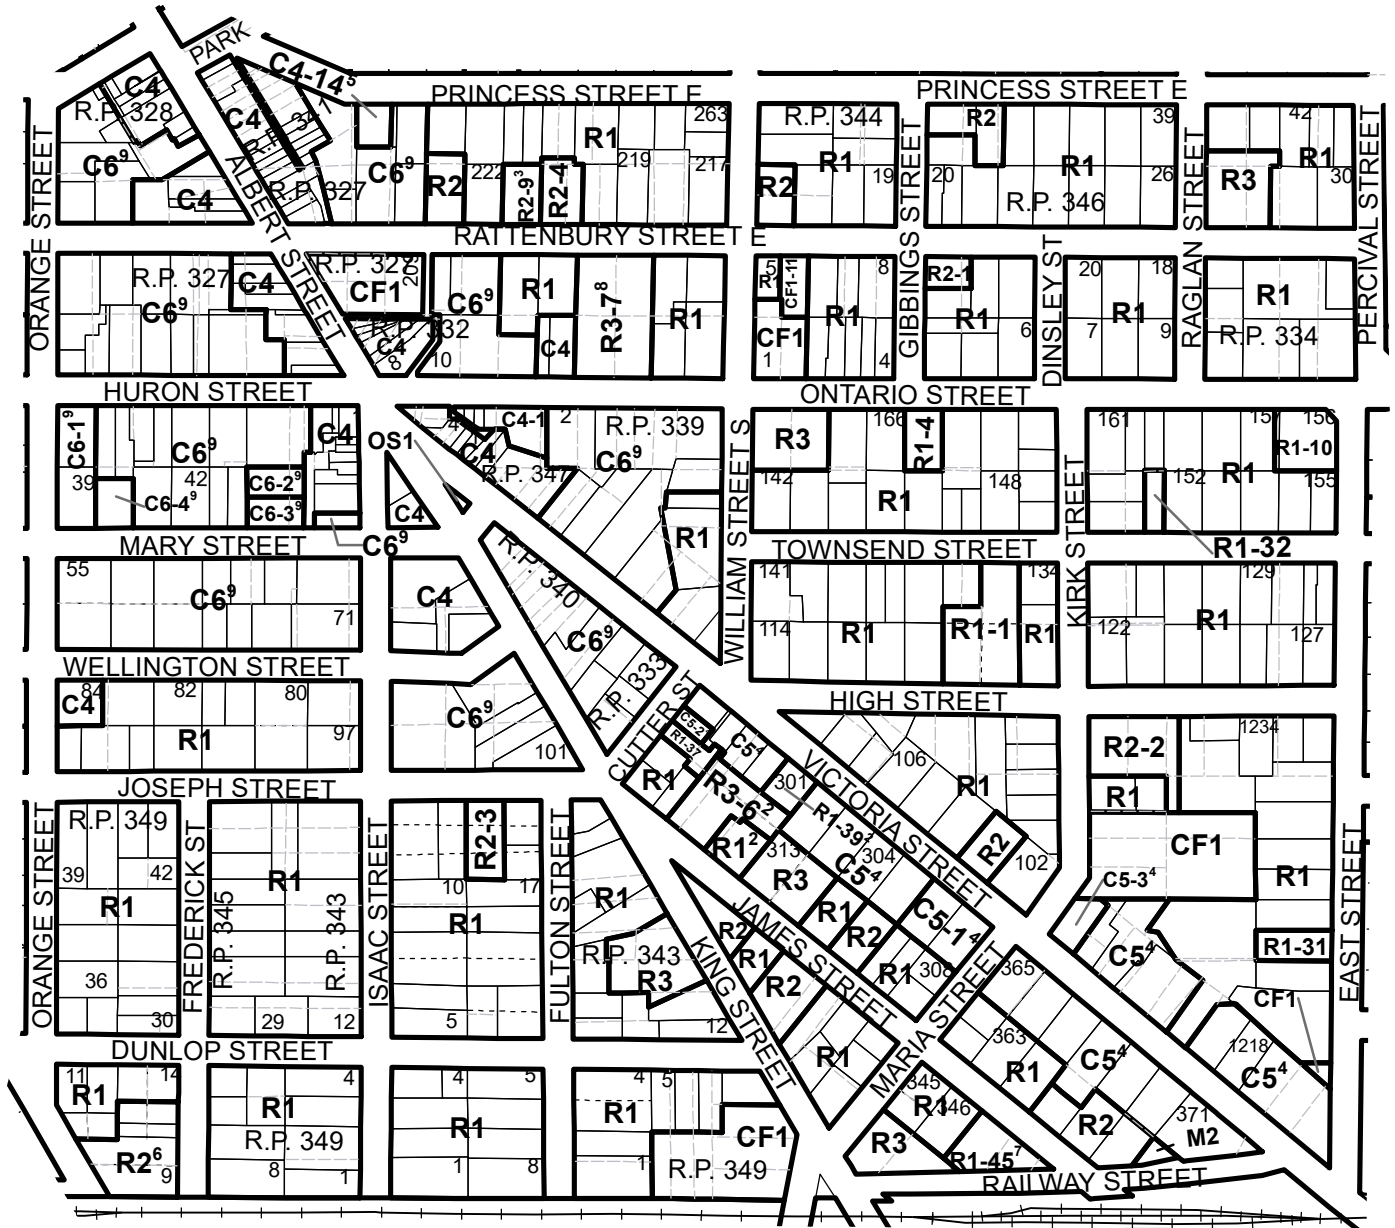 PARK
C4-14⁵
PRINCESS STREET E
PRINCESS STREET E
C4
R.P. 328
C6⁹
C4
C4
R.P. 327
C6⁹
R2
222
R2-9³
R2-4
R1
219
263
217
R.P. 344
R1
R2
19
R2
20
R1
R.P. 346
39
26
42
R1
R3
30
ORANGE STREET
ALBERT STREET
GIBBINGS STREET
RAGLAN STREET
PERCIVAL STREET
RATTENBURY STREET E
R.P. 327
C6⁹
C4
209
CF1
C4
8
C6⁹
10
R1
C4
R3-7⁸
R1
5
R1
CF1-11
CF1
1
R1
8
4
R2-1
R1
6
DINSLEY ST
20
18
R1
7
9
R1
R.P. 334
HURON STREET
ONTARIO STREET
C6-1⁹
39
C6-4⁹
C6⁹
42
C6-2⁹
C6-3⁹
C4
C6⁹
OS1
C4
C4-1
C4
R.P. 347
2
R.P. 339
C6⁹
R1
WILLIAM STREET S
R3
142
166
R1-4
R1
148
KIRK STREET
161
152
R1
R1-10
155
R1-32
MARY STREET
TOWNSEND STREET
55
C6⁹
71
C4
R.P. 340
C6⁹
R.P. 333
141
114
R1
R1-1
134
R1
129
122
R1
127
WELLINGTON STREET
HIGH STREET
84
C4
82
80
R1
97
C6⁹
101
CUTTER ST
C5-2
R1-37
R1
C5⁴
301
R3-6²
R1-39²
R1²
313
304
C5⁴
R3
R1
R2
C5-1⁴
R1
308
VICTORIA STREET
106
R1
R2
102
R2-2
R1
1234
CF1
R1
C5-3⁴
C5⁴
R1-31
CF1
1218
C5⁴
EAST STREET
JOSEPH STREET
ORANGE STREET
R.P. 349
39
42
R1
36
30
FREDERICK ST
R1
R.P. 345
R.P. 343
29
12
ISAAC STREET
R2-3
10
17
R1
5
FULTON STREET
R1
R.P. 343
R3
12
KING STREET
JAMES STREET
R2
R1
R2
R1
MARIA STREET
365
363
R1
C5⁴
R2
371
M2
345
R1
346
R3
R1-45⁷
DUNLOP STREET
11
R1
14
R2⁶
9
4
R1
R.P. 349
8
1
4
5
R1
1
8
4
5
R1
1
CF1
R.P. 349
RAILWAY STREET